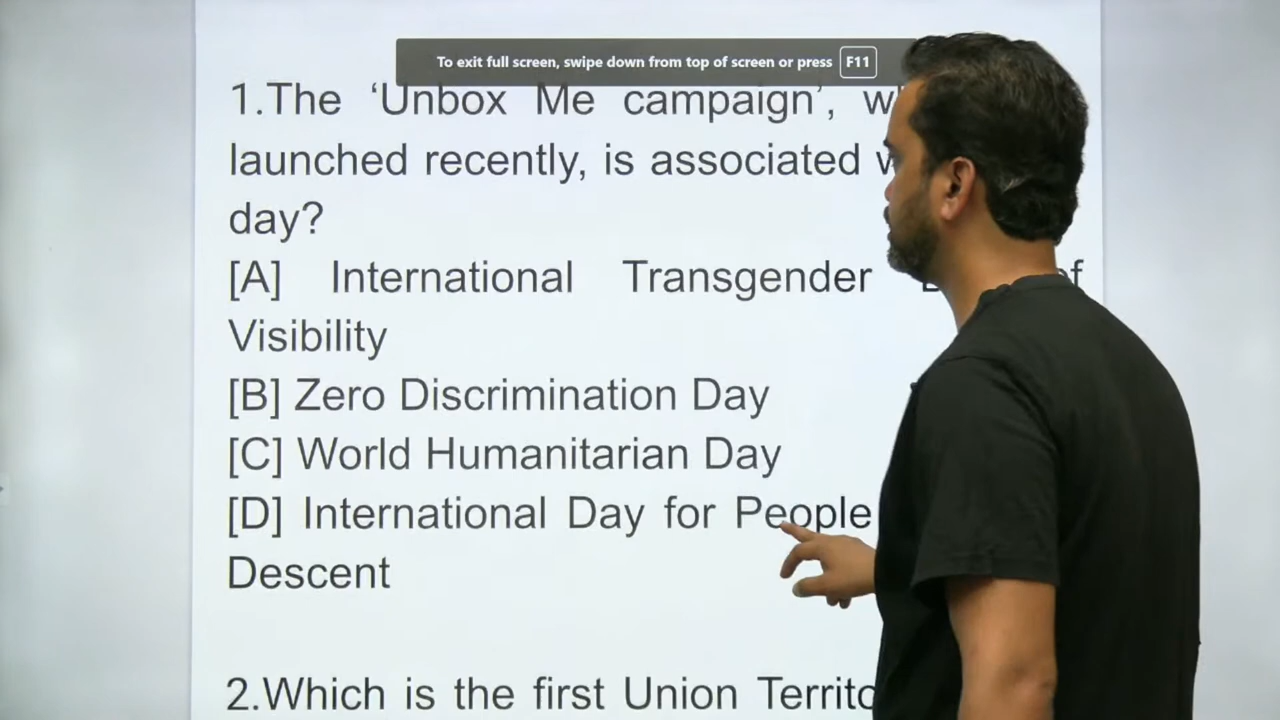 To exit full screen, swipe down from top of screen or press F11
1.The ‘Unbox Me campaign’,
launched recently, is associated
day?
[A] International Transgender
Visibility
[B] Zero Discrimination Day
[C] World Humanitarian Day
[D] International Day for People
Descent
2.Which is the first Union